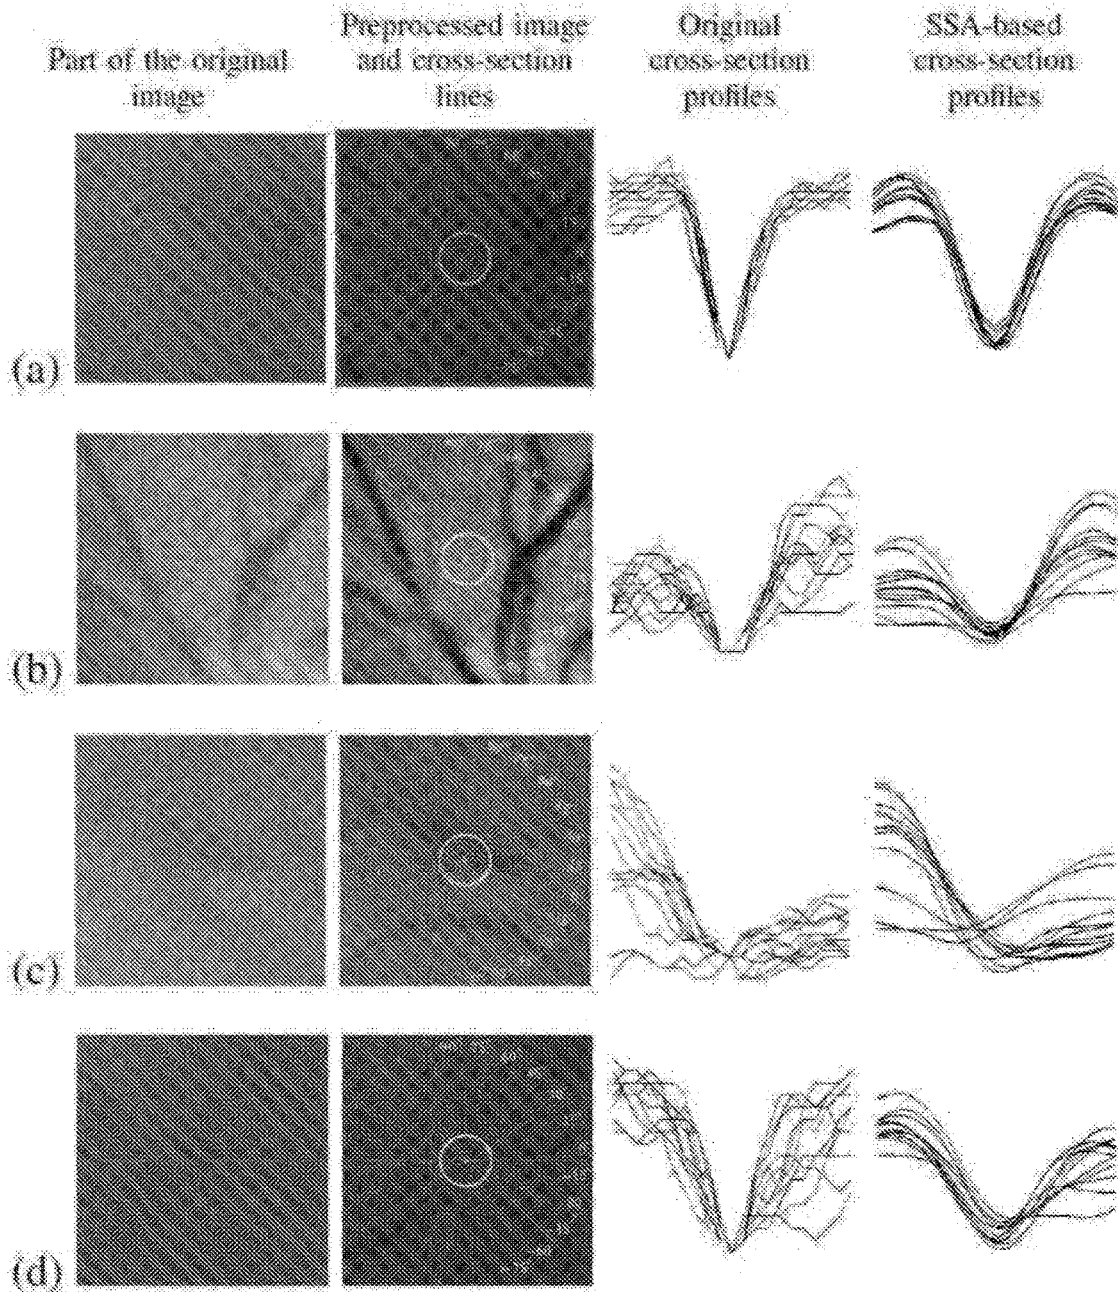 Part of the original
image
Preprocessed image
and cross-section
lines
Original
cross-section
profiles
SSA-based
cross-section
profiles
(a)
(b)
(c)
(d)